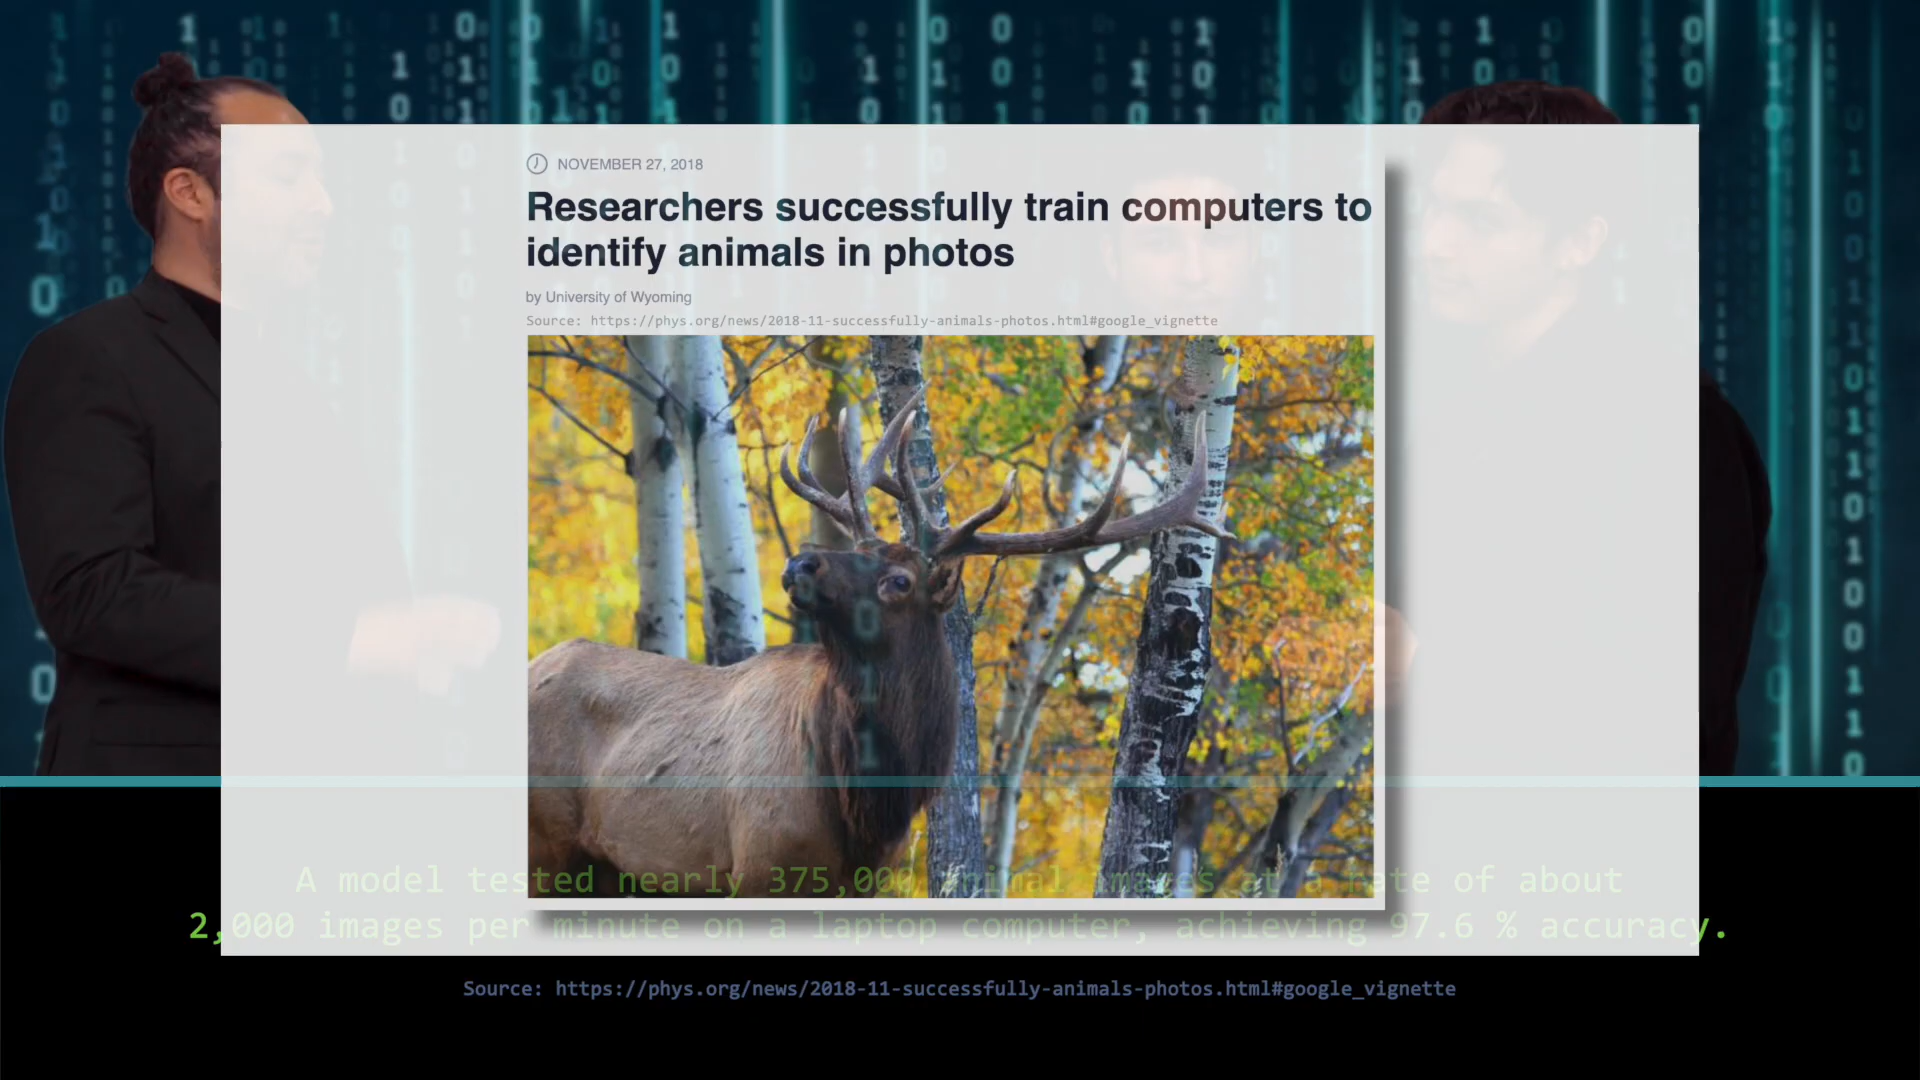 NOVEMBER 27, 2018
Researchers successfully train computers to
identify animals in photos
by University of Wyoming
Source: https://phys.org/news/2018-11-successfully-animals-photos.html#google_vignette
A model tested nearly 375,000 animal images at a rate of about
2,000 images per minute on a laptop computer, achieving 97.6 % accuracy.
Source: https://phys.org/news/2018-11-successfully-animals-photos.html#google_vignette